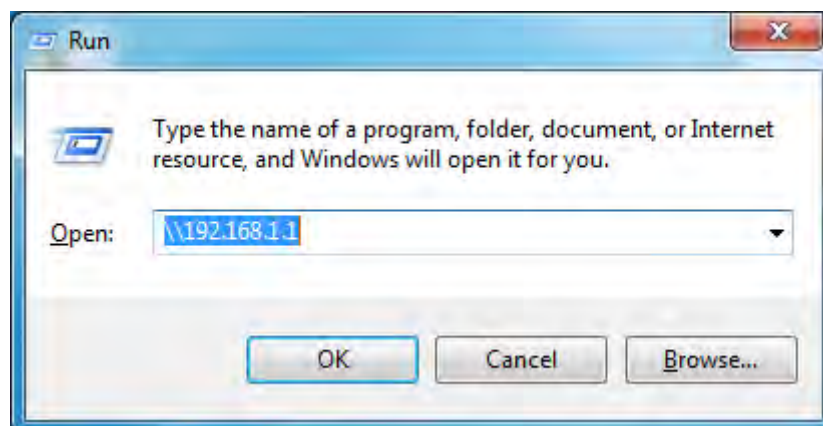 Run
Type the name of a program, folder, document, or Internet
resource, and Windows will open it for you.
Open: \\192.168.1.1
OK Cancel Browse...